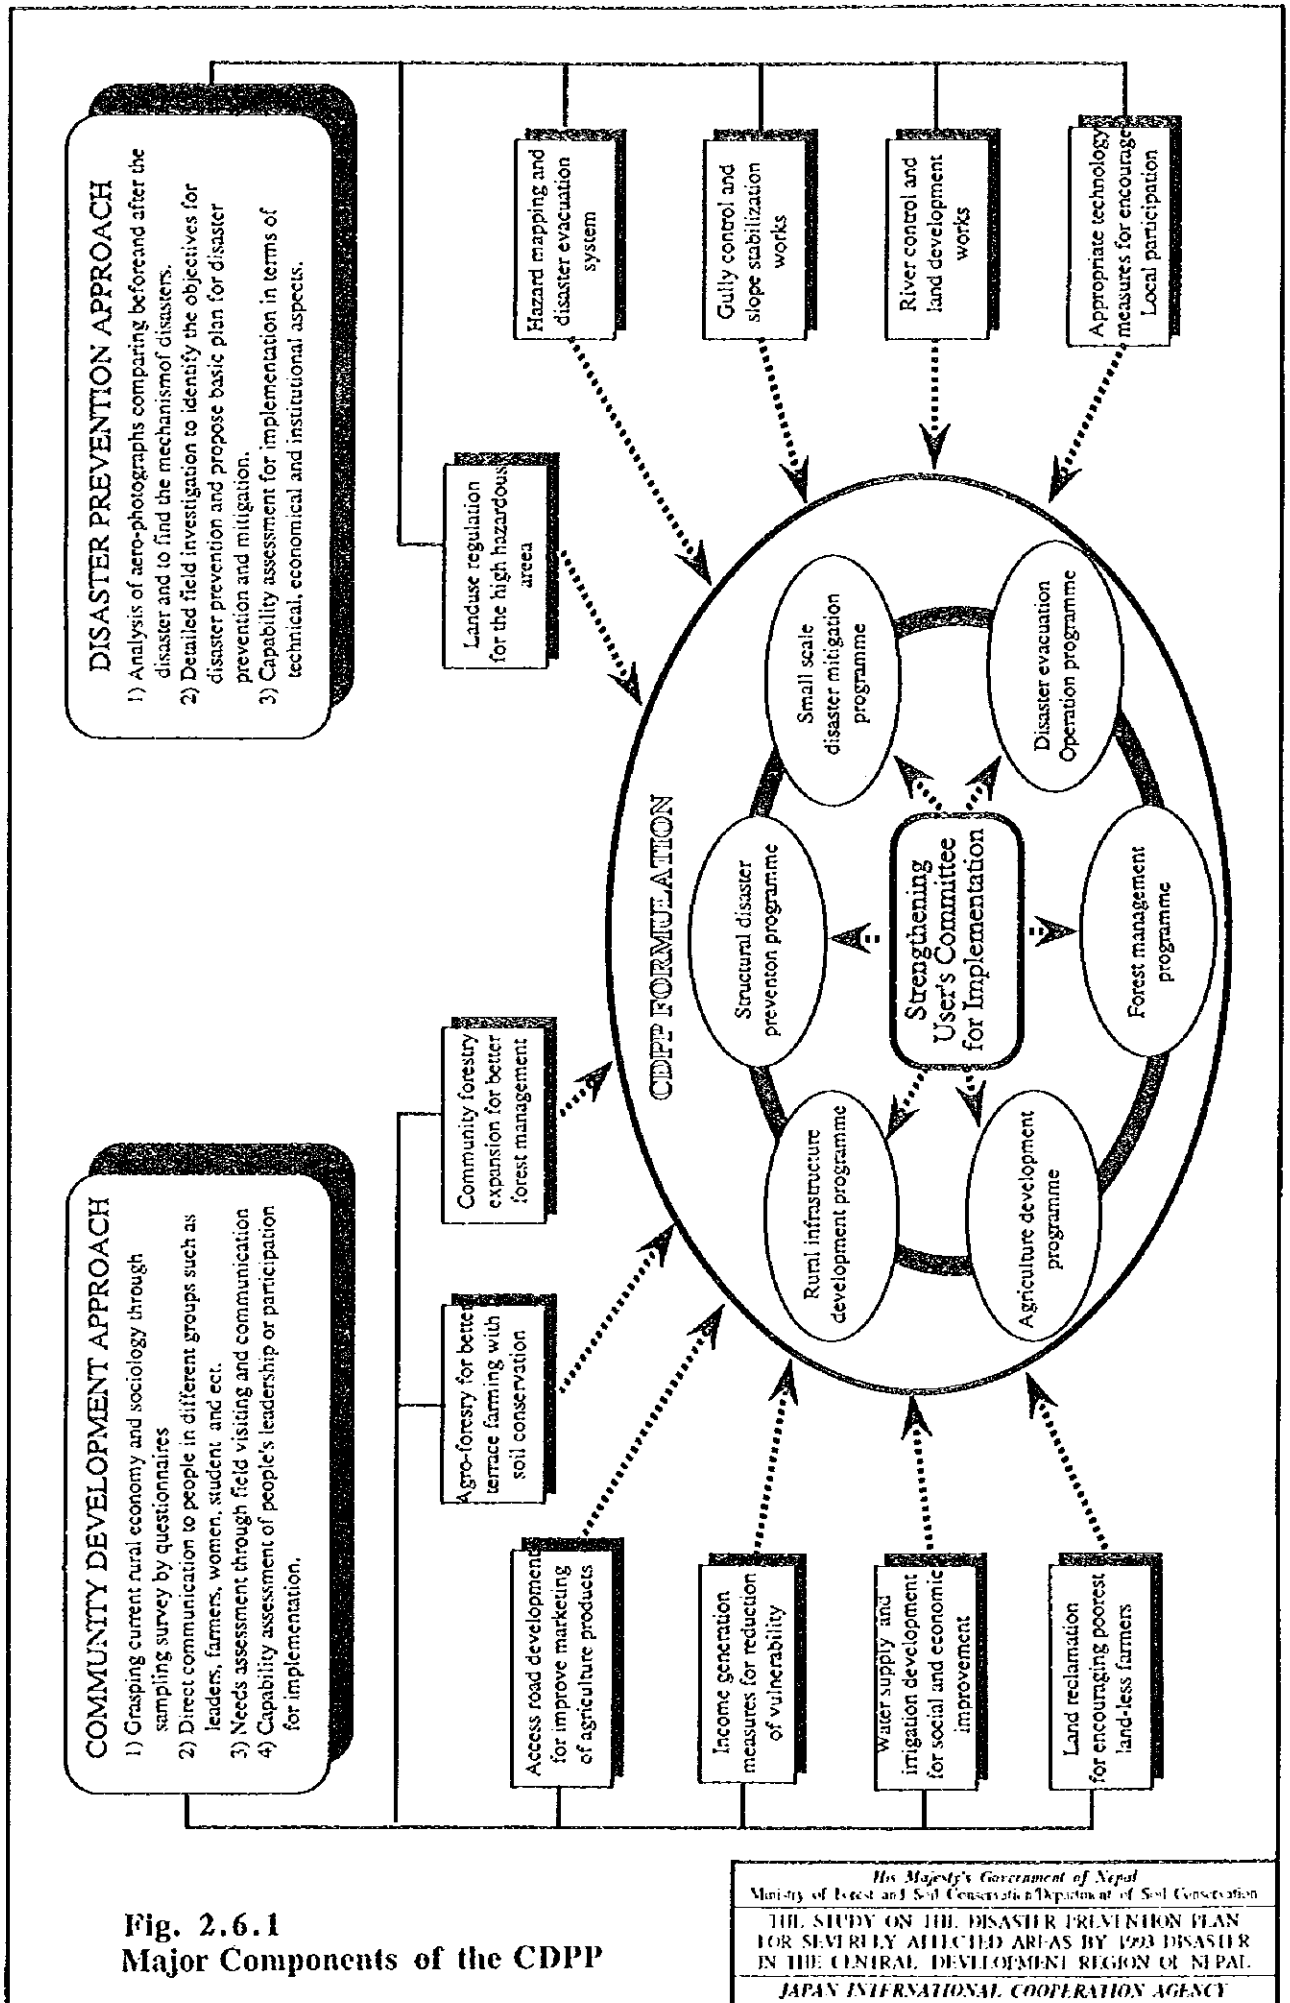 COMMUNITY DEVELOPMENT APPROACH
1) Grasping current rural economy and sociology through
sampling survey by questionnaires
2) Direct communication to people in different groups such as
leaders, farmers, women, student and ect.
3) Needs assessment through field visiting and communication
4) Capability assessment of people's leadership or participation
for implementation.
DISASTER PREVENTION APPROACH
1) Analysis of aero-photographs comparing beforeand after the
disaster and to find the mechanismof disasters.
2) Detailed field investigation to identify the objectives for
disaster prevention and propose basic plan for disaster
prevention and mitigation.
3) Capability assessment for implementation in terms of
technical, economical and institutional aspects.
Agro-foresry for better
terrace farming with
soil conservation
Community forestry
expansion for better
forest management
Landuse regulation
for the high hazardous
areea
Access road development
for improve marketing
of agriculture products
Income generation
measures for reduction
of vulnerability
Water supply and
irrigation development
for social and economic
improvement
Land reclamation
for encouraging poorest
land-less farmers
Hazard mapping and
disaster evacuation
system
Gully control and
slope stabilization
works
River control and
land development
works
Appropriate technology
measures for encourage
Local participation
CDPP FORMULATION
Structural disaster
preventon programme
Rural infrastructure
development programme
Small scale
disaster mitigation
programme
Strengthening
User's Committee
for Implementation
Agriculture development
programme
Disaster evacuation
Operation programme
Forest management
programme
Fig. 2.6.1
Major Components of the CDPP
His Majesty's Government of Nepal
Ministry of Forest and Soil Conservation/Department of Soil Conservation
THE STUDY ON THE DISASTER PREVENTION PLAN
FOR SEVERELY AFFECTED AREAS BY 1993 DISASTER
IN THE CENTRAL DEVELOPMENT REGION OF NEPAL
JAPAN INTERNATIONAL COOPERATION AGENCY